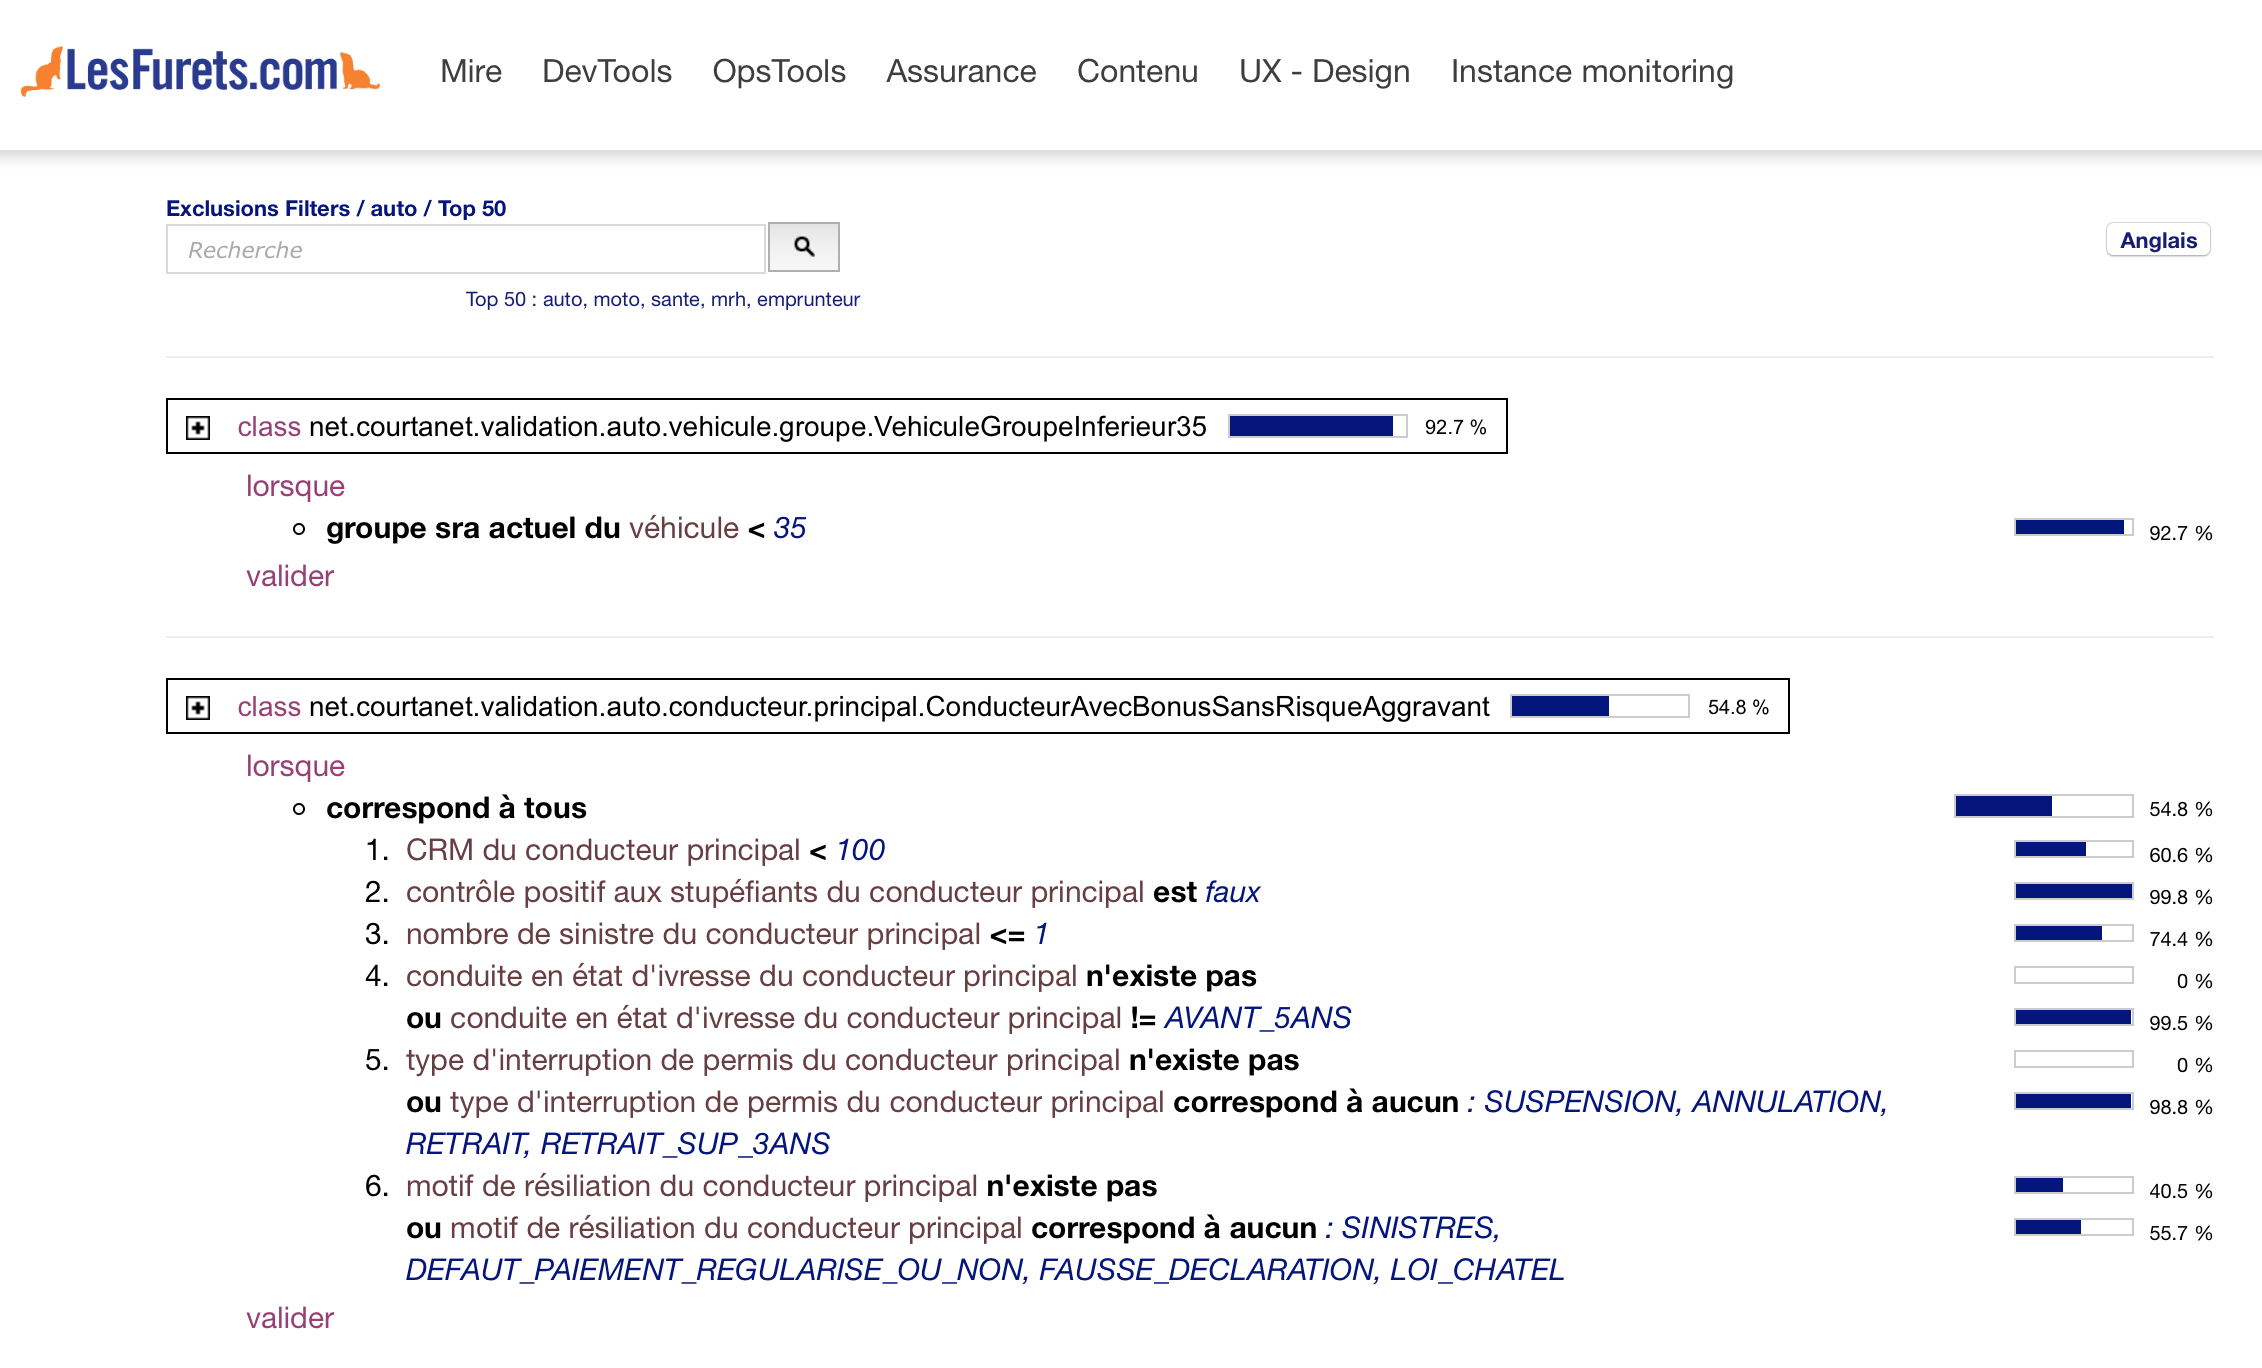 LesFurets.com Mire DevTools OpsTools Assurance Contenu UX - Design Instance monitoring
Exclusions Filters / auto / Top 50
Recherche
Anglais
Top 50 : auto, moto, sante, mrh, emprunteur
class net.courtanet.validation.auto.vehicule.groupe.VehiculeGroupeInferieur35 92.7 %
lorsque
groupe sra actuel du véhicule < 35 92.7 %
valider
class net.courtanet.validation.auto.conducteur.principal.ConducteurAvecBonusSansRisqueAggravant 54.8 %
lorsque
correspond à tous 54.8 %
1. CRM du conducteur principal < 100 60.6 %
2. contrôle positif aux stupéfiants du conducteur principal est faux 99.8 %
3. nombre de sinistre du conducteur principal <= 1 74.4 %
4. conduite en état d'ivresse du conducteur principal n'existe pas 0 %
ou conduite en état d'ivresse du conducteur principal != AVANT_5ANS 99.5 %
5. type d'interruption de permis du conducteur principal n'existe pas 0 %
ou type d'interruption de permis du conducteur principal correspond à aucun : SUSPENSION, ANNULATION, 98.8 %
RETRAIT, RETRAIT_SUP_3ANS
6. motif de résiliation du conducteur principal n'existe pas 40.5 %
ou motif de résiliation du conducteur principal correspond à aucun : SINISTRES, 55.7 %
DEFAUT_PAIEMENT_REGULARISE_OU_NON, FAUSSE_DECLARATION, LOI_CHATEL
valider